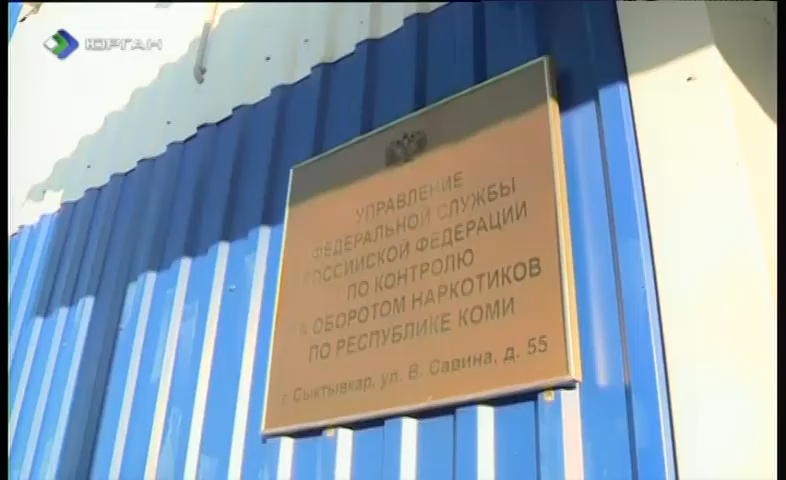 ЮРГАН
УПРАВЛЕНИЕ
ФЕДЕРАЛЬНОЙ СЛУЖБЫ
РОССИЙСКОЙ ФЕДЕРАЦИИ
ПО КОНТРОЛЮ
ЗА ОБОРОТОМ НАРКОТИКОВ
ПО РЕСПУБЛИКЕ КОМИ
г. Сыктывкар, ул. В. Савина, д. 55